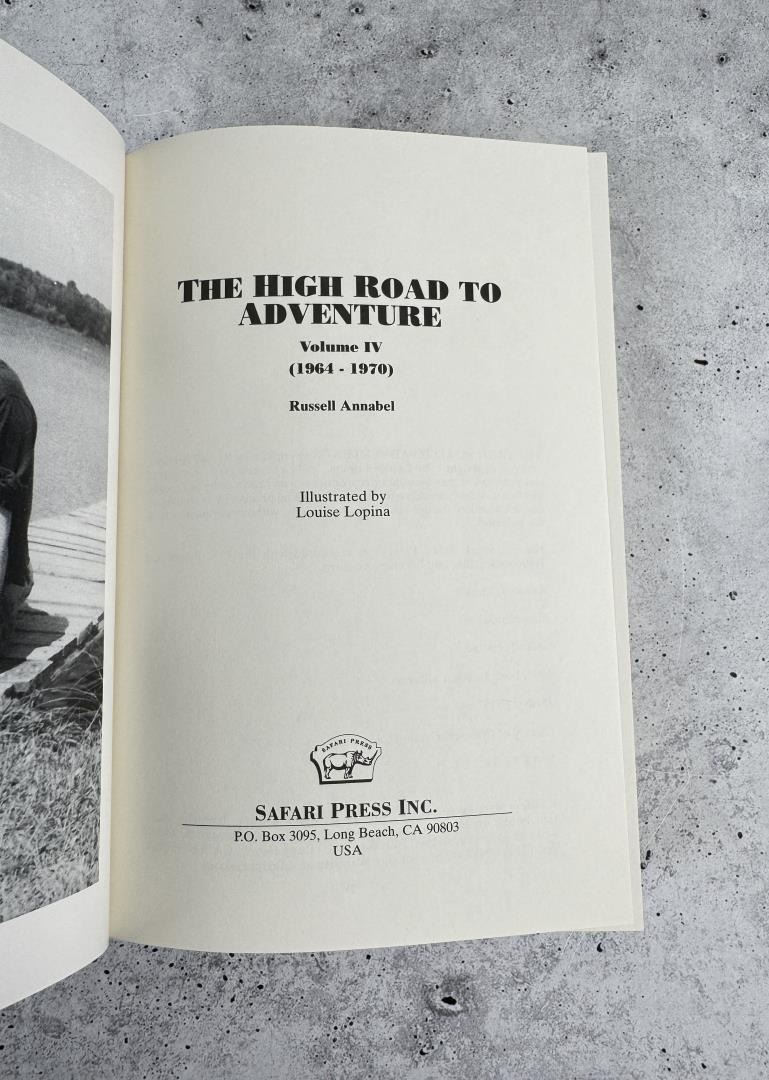 THE HIGH ROAD TO
ADVENTURE
Volume IV
(1964 - 1970)
Russell Annabel
Illustrated by
Louise Lopina
SAFARI PRESS
SAFARI PRESS INC.
P.O. Box 3095, Long Beach, CA 90803
USA